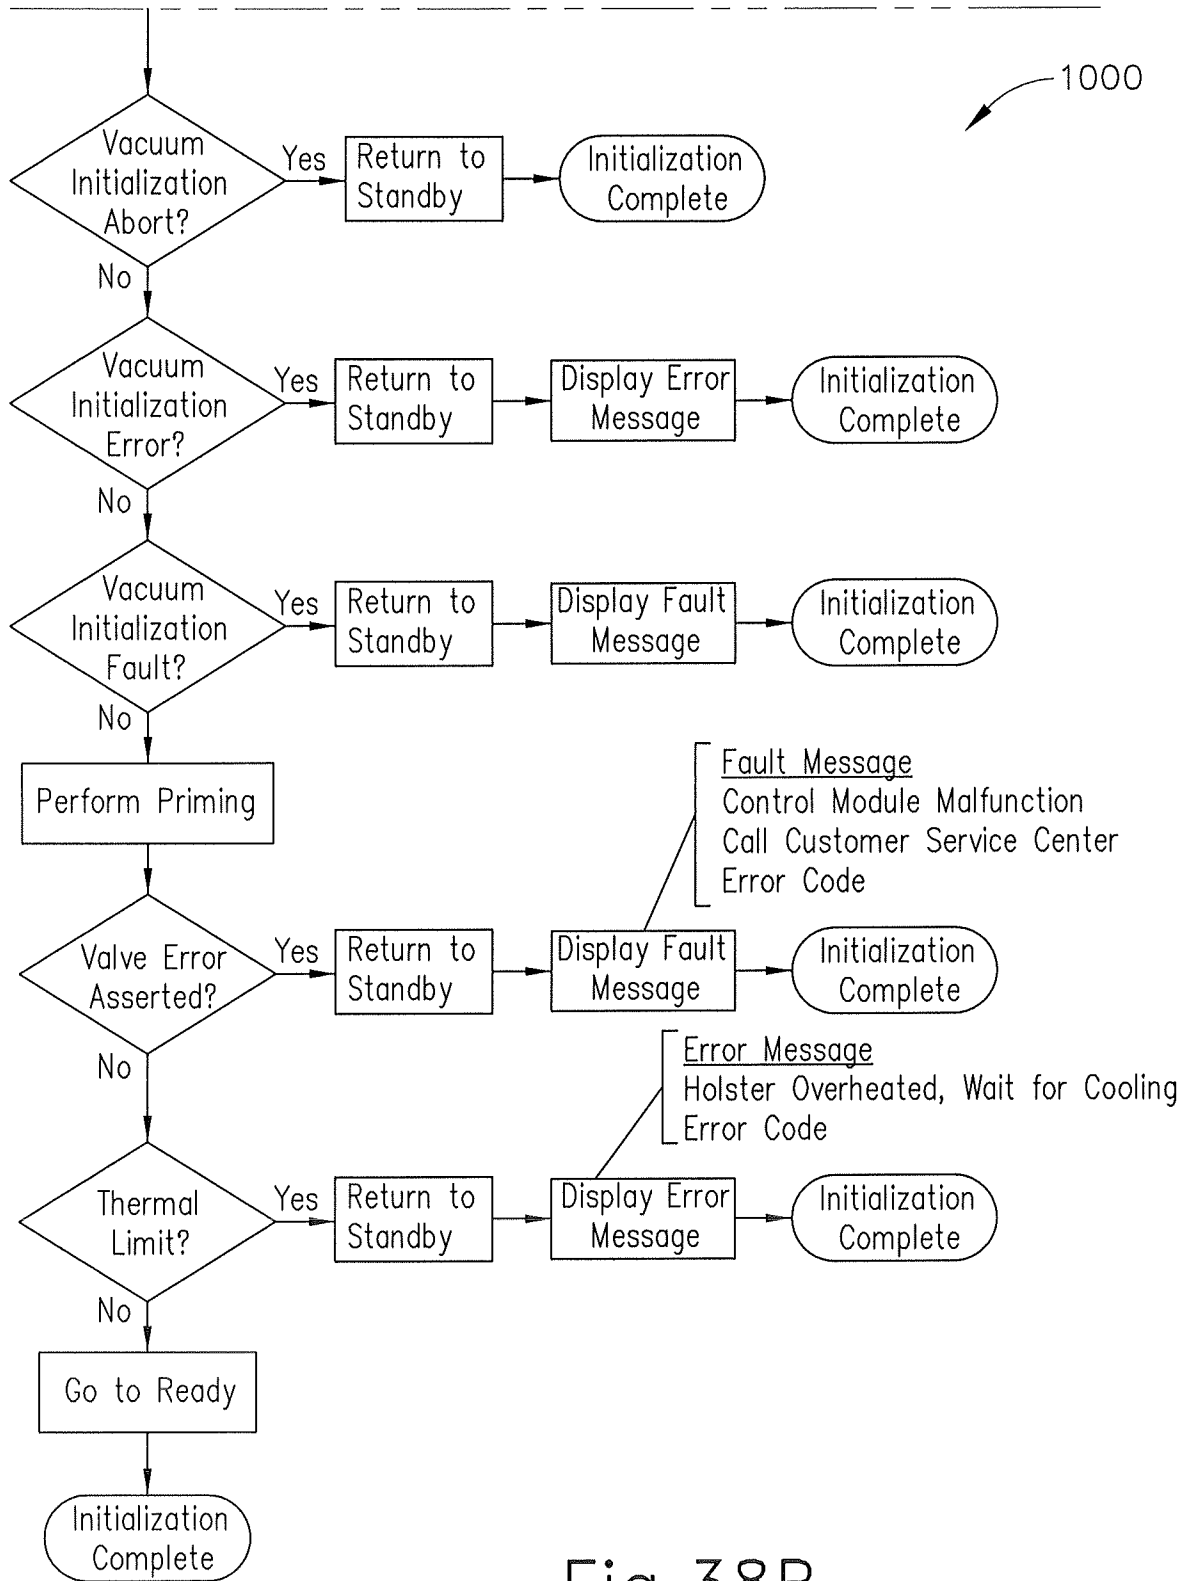 1000
Vacuum
Initialization
Abort?
Yes
Return to
Standby
Initialization
Complete
No
Vacuum
Initialization
Error?
Yes
Return to
Standby
Display Error
Message
Initialization
Complete
No
Vacuum
Initialization
Fault?
Yes
Return to
Standby
Display Fault
Message
Initialization
Complete
No
Perform Priming
Fault Message
Control Module Malfunction
Call Customer Service Center
Error Code
Valve Error
Asserted?
Yes
Return to
Standby
Display Fault
Message
Initialization
Complete
No
Error Message
Holster Overheated, Wait for Cooling
Error Code
Thermal
Limit?
Yes
Return to
Standby
Display Error
Message
Initialization
Complete
No
Go to Ready
Initialization
Complete
Fig.38B